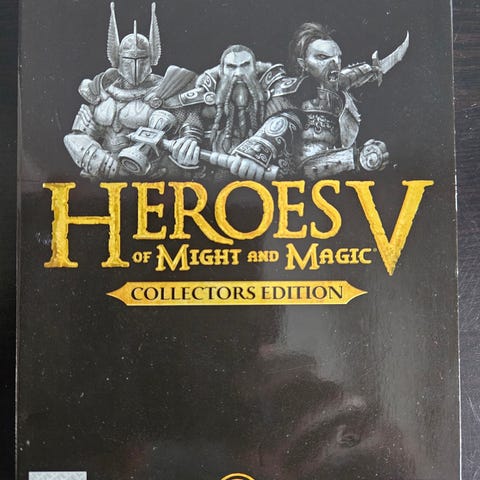 HEROES V
OF MIGHT AND MAGIC®
COLLECTORS EDITION